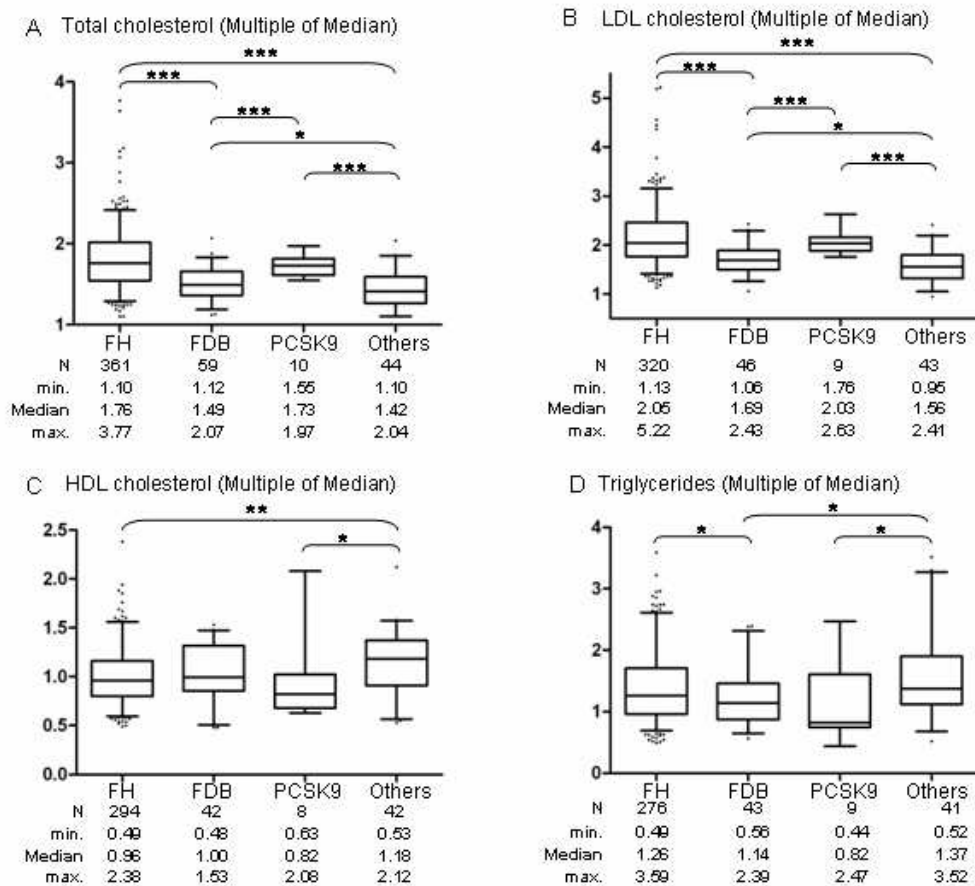 A Total cholesterol (Multiple of Median)
***
***
***
*
***
4
3
2
1
FH FDB PCSK9 Others
N 361 59 10 44
min. 1.10 1.12 1.55 1.10
Median 1.76 1.49 1.73 1.42
max. 3.77 2.07 1.97 2.04
B LDL cholesterol (Multiple of Median)
***
***
***
*
***
5
4
3
2
1
FH FDB PCSK9 Others
N 320 46 9 43
min. 1.13 1.06 1.76 0.95
Median 2.05 1.69 2.03 1.56
max. 5.22 2.43 2.63 2.41
C HDL cholesterol (Multiple of Median)
**
*
2.5
2.0
1.5
1.0
0.5
0.0
FH FDB PCSK9 Others
N 294 42 8 42
min. 0.49 0.48 0.63 0.53
Median 0.96 1.00 0.82 1.18
max. 2.38 1.53 2.08 2.12
D Triglycerides (Multiple of Median)
*
*
*
4
3
2
1
0
FH FDB PCSK9 Others
N 276 43 9 41
min. 0.49 0.56 0.44 0.52
Median 1.26 1.14 0.82 1.37
max. 3.59 2.39 2.47 3.52